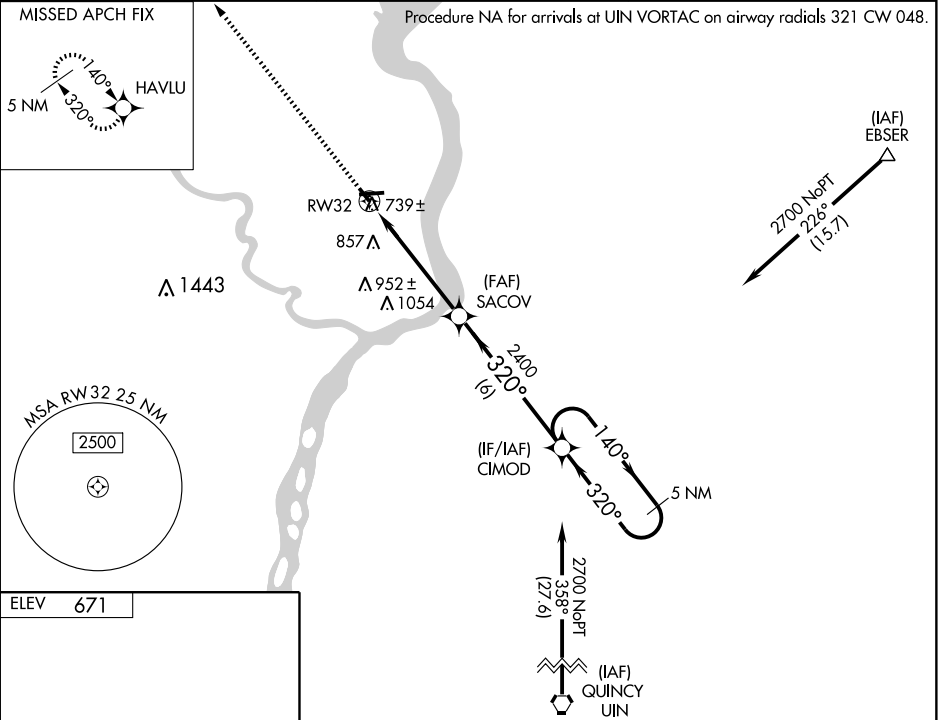 MISSED APCH FIX
Procedure NA for arrivals at UIN VORTAC on airway radials 321 CW 048.
140°
HAVLU
5 NM
320°
(IAF)
EBSER
2700 NoPT
226°
(15.7)
RW32
739±
857
1443
952±
1054
(FAF)
SACOV
2400
320°
(6)
MSA RW32 25 NM
2500
(IF/IAF)
CIMOD
140°
320°
5 NM
2700 NoPT
358°
(27.6)
ELEV 671
(IAF)
QUINCY
UIN